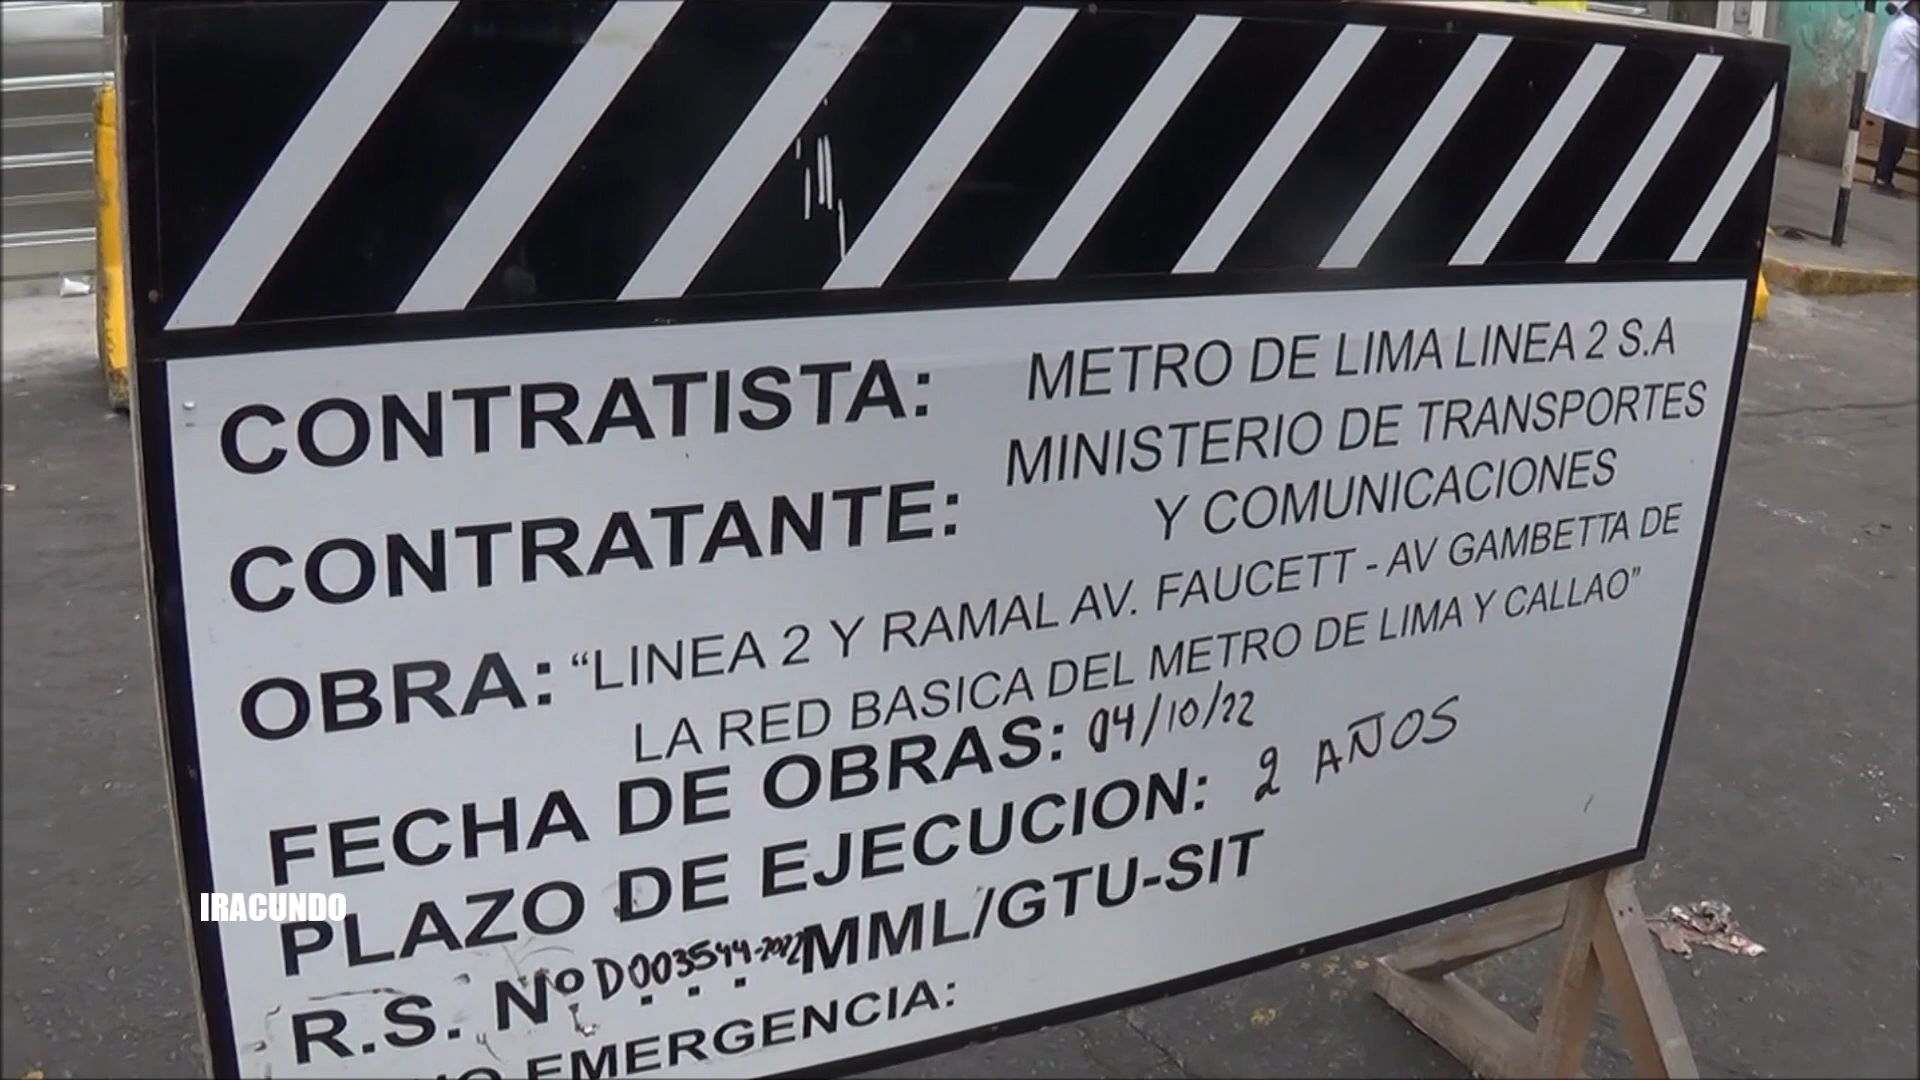 CONTRATISTA: METRO DE LIMA LINEA 2 S.A
CONTRATANTE: MINISTERIO DE TRANSPORTES
Y COMUNICACIONES
OBRA: "LINEA 2 Y RAMAL AV. FAUCETT - AV GAMBETTA DE
LA RED BASICA DEL METRO DE LIMA Y CALLAO"
FECHA DE OBRAS: 04/10/22
PLAZO DE EJECUCION: 2 AÑOS
R.S. Nº D003544-2022 MML/GTU-SIT
EMERGENCIA:
IRACUNDO